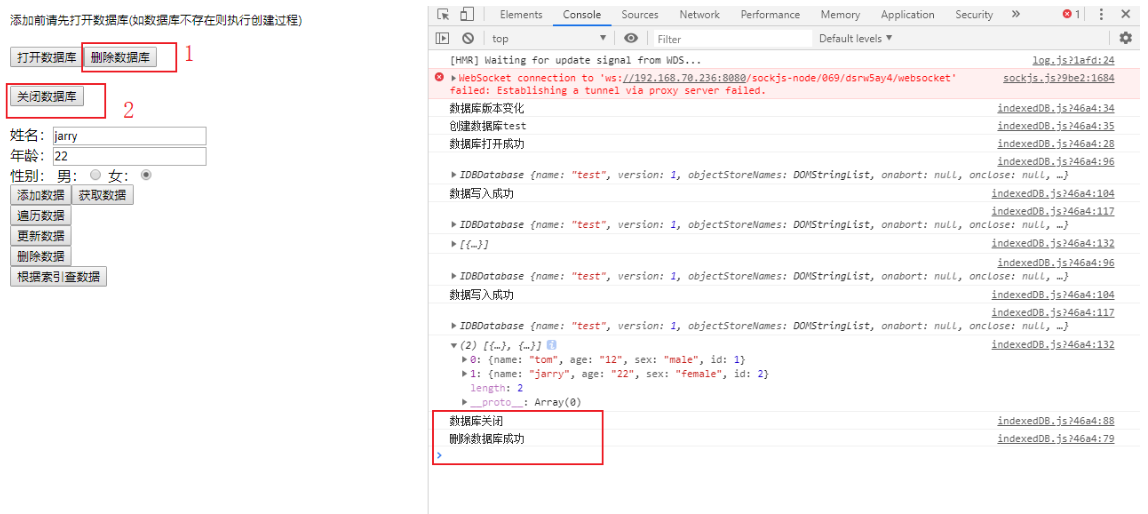 添加前请先打开数据库(如数据库不存在则执行创建过程)
打开数据库 删除数据库 1
关闭数据库 2
姓名: jarry
年龄: 22
性别: 男: 女:
添加数据 获取数据
遍历数据
更新数据
删除数据
根据索引查数据
Elements Console Sources Network Performance Memory Application Security » 1
top Filter Default levels
[HMR] Waiting for update signal from WDS... log.js?1afd:24
WebSocket connection to 'ws://192.168.70.236:8080/sockjs-node/069/dsrw5ay4/websocket' sockjs.js?9be2:1684
failed: Establishing a tunnel via proxy server failed.
数据库版本变化 indexedDB.js?46a4:34
创建数据库test indexedDB.js?46a4:35
数据库打开成功 indexedDB.js?46a4:28
indexedDB.js?46a4:96
IDBDatabase {name: "test", version: 1, objectStoreNames: DOMStringList, onabort: null, onclose: null, …}
数据写入成功 indexedDB.js?46a4:104
indexedDB.js?46a4:117
IDBDatabase {name: "test", version: 1, objectStoreNames: DOMStringList, onabort: null, onclose: null, …}
[{…}] indexedDB.js?46a4:132
indexedDB.js?46a4:96
IDBDatabase {name: "test", version: 1, objectStoreNames: DOMStringList, onabort: null, onclose: null, …}
数据写入成功 indexedDB.js?46a4:104
indexedDB.js?46a4:117
IDBDatabase {name: "test", version: 1, objectStoreNames: DOMStringList, onabort: null, onclose: null, …}
(2) [{…}, {…}] indexedDB.js?46a4:132
0: {name: "tom", age: "12", sex: "male", id: 1}
1: {name: "jarry", age: "22", sex: "female", id: 2}
length: 2
__proto__: Array(0)
数据库关闭 indexedDB.js?46a4:88
删除数据库成功 indexedDB.js?46a4:79